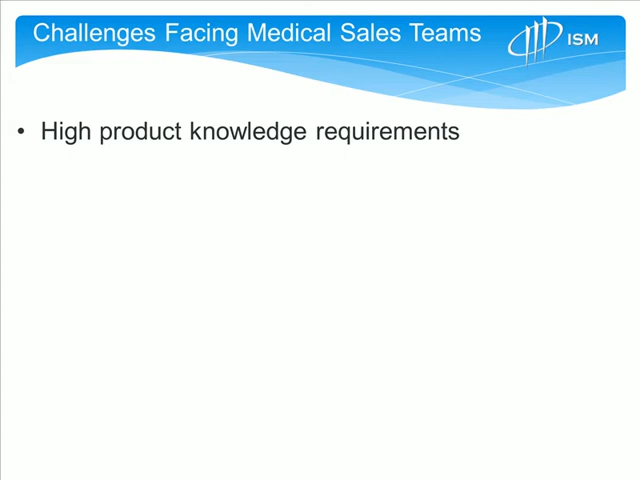 Challenges Facing Medical Sales Teams
ISM
• High product knowledge requirements